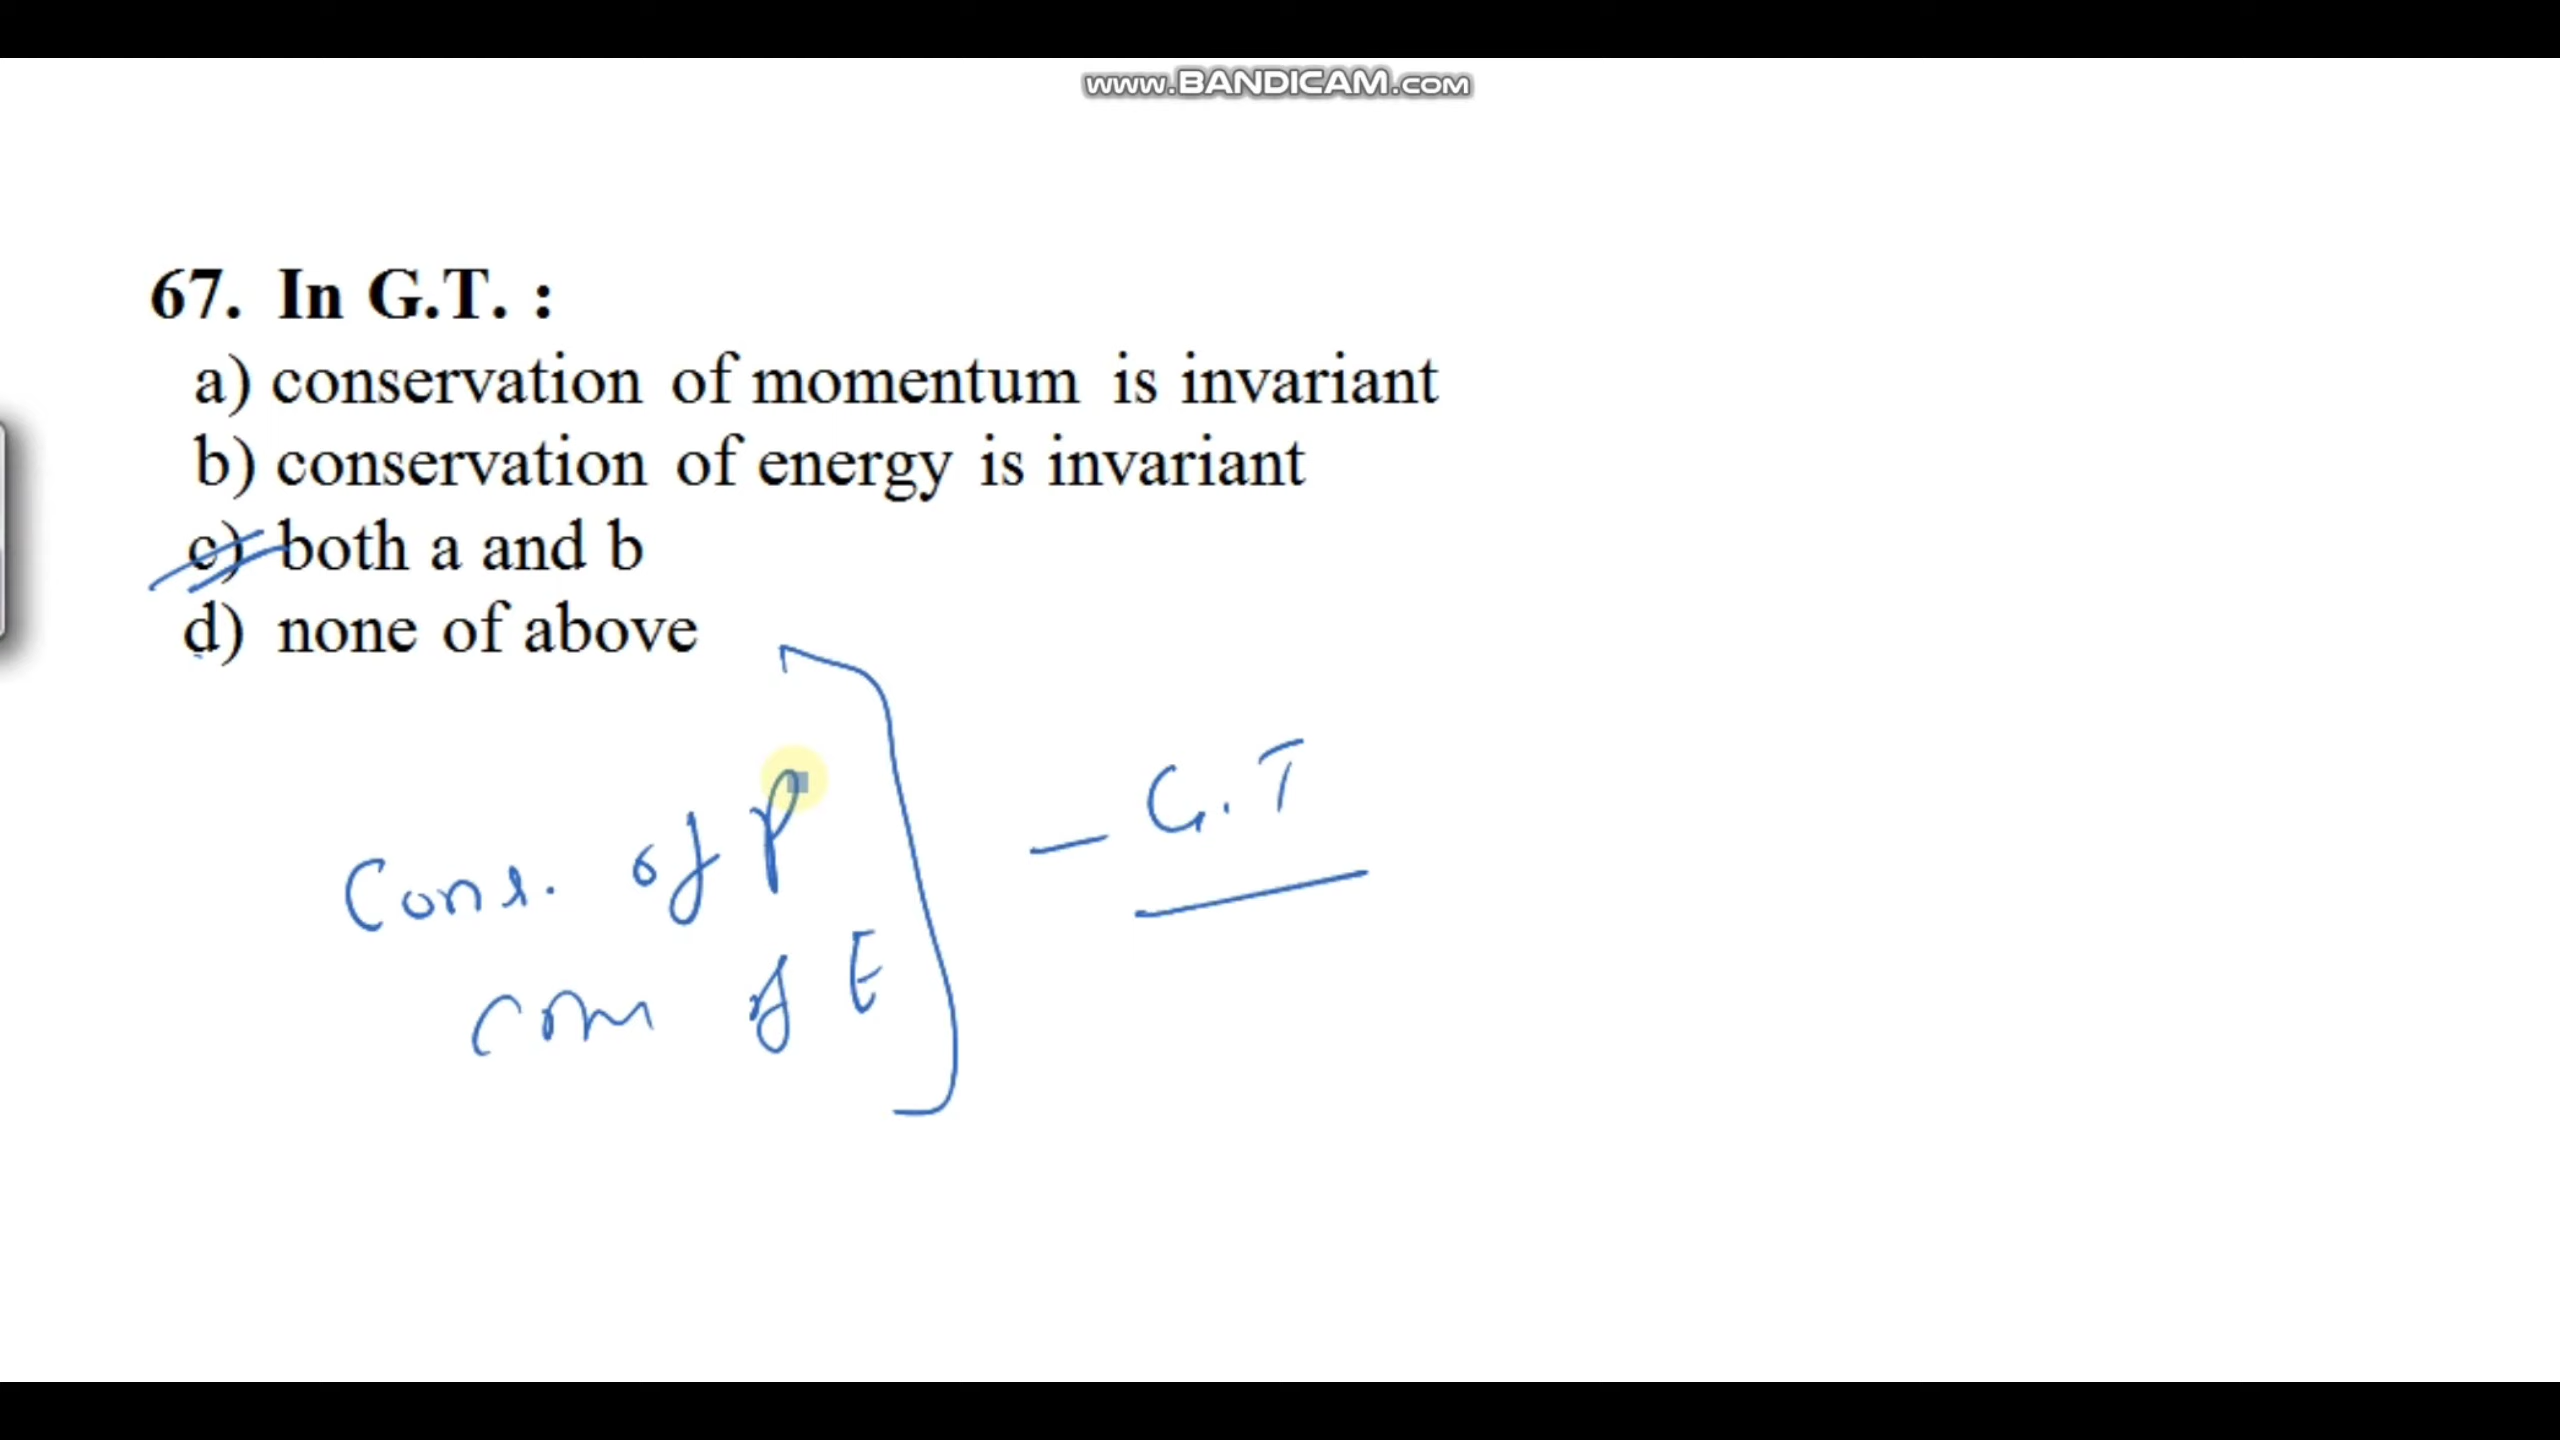 www.BANDICAM.com
67. In G.T. :
a) conservation of momentum is invariant
b) conservation of energy is invariant
c) both a and b
d) none of above
Cons. of P
con of E
– G.T